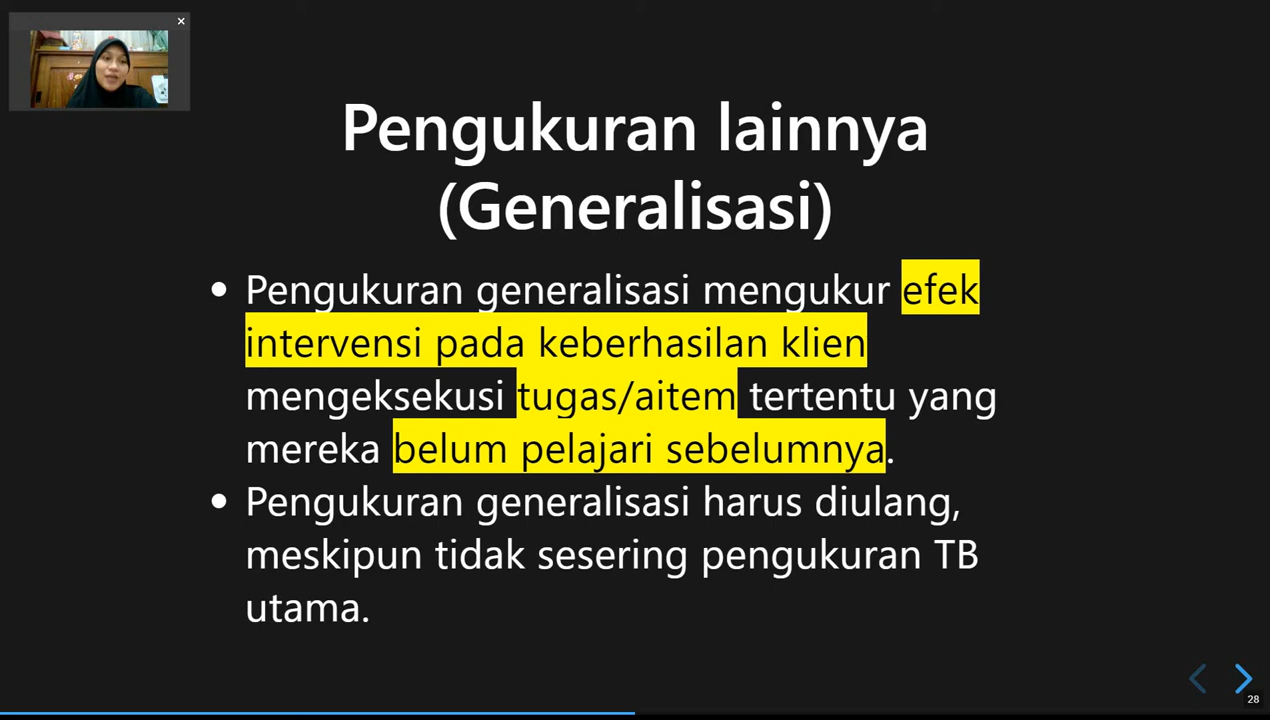 Pengukuran lainnya
(Generalisasi)
• Pengukuran generalisasi mengukur efek
intervensi pada keberhasilan klien
mengeksekusi tugas/aitem tertentu yang
mereka belum pelajari sebelumnya.
• Pengukuran generalisasi harus diulang,
meskipun tidak sesering pengukuran TB
utama.
28